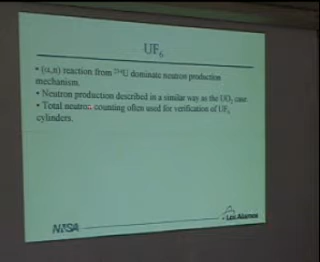 UF₆
• (α,n) reaction from ²³⁴U dominate neutron production
mechanism.
• Neutron production described in a similar way as the UO₂ case
• Total neutron counting often used for verification of UF₆
cylinders.
NNSA
Los Alamos